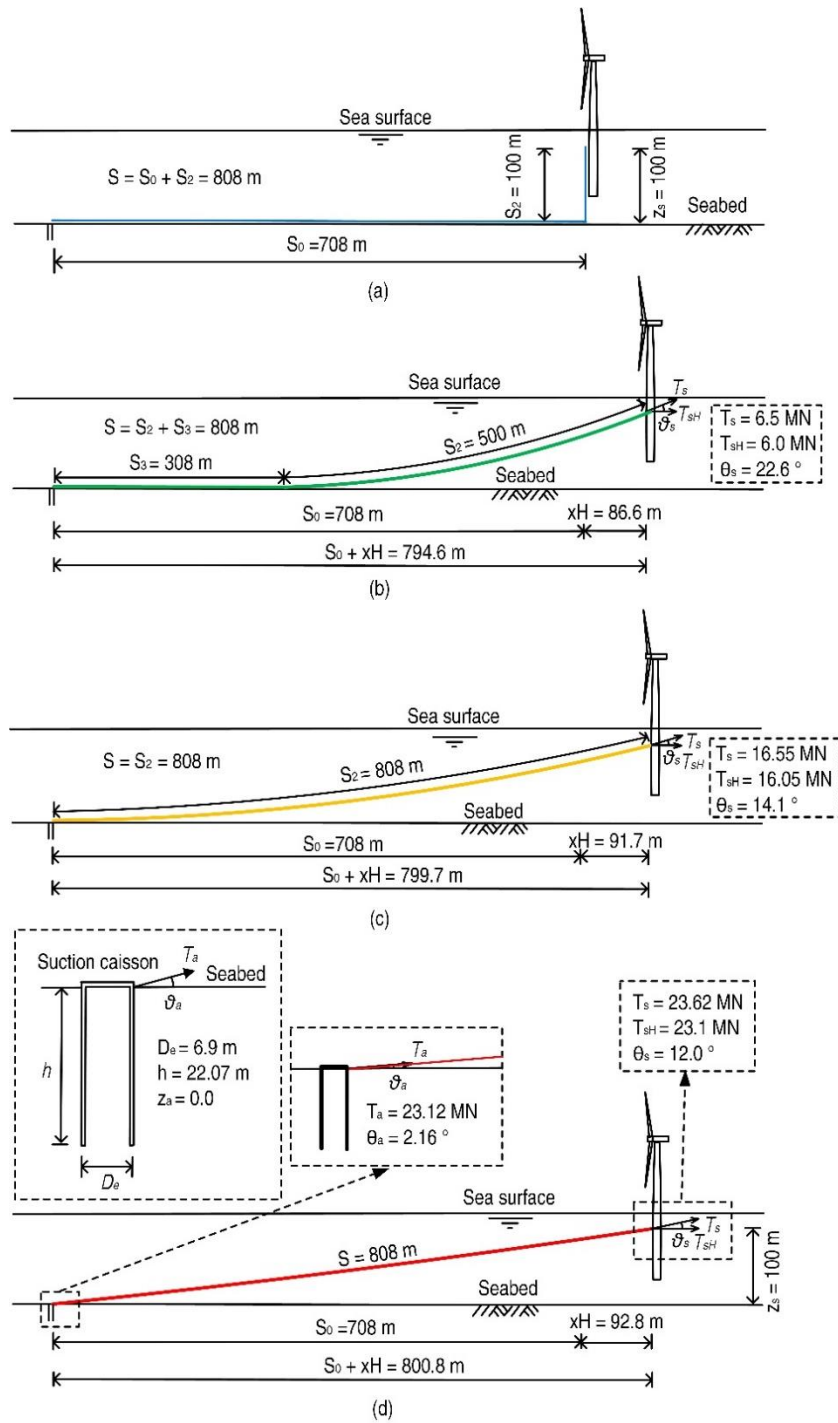 Sea surface
S = S₀ + S₂ = 808 m
S₂ = 100 m
zₛ = 100 m
Seabed
S₀ =708 m
(a)
Sea surface
Tₛ
ϑₛ TₛH
S = S₂ + S₃ = 808 m
S₂ = 500 m
S₃ = 308 m
Seabed
Tₛ = 6.5 MN
TₛH = 6.0 MN
θₛ = 22.6 °
S₀ =708 m
xH = 86.6 m
S₀ + xH = 794.6 m
(b)
Sea surface
Tₛ
ϑₛ TₛH
S = S₂ = 808 m
S₂ = 808 m
Seabed
Tₛ = 16.55 MN
TₛH = 16.05 MN
θₛ = 14.1 °
S₀ =708 m
xH = 91.7 m
S₀ + xH = 799.7 m
(c)
Suction caisson
Tₐ
Seabed
ϑₐ
h
Dₑ = 6.9 m
h = 22.07 m
zₐ = 0.0
Dₑ
Tₐ
ϑₐ
Tₐ = 23.12 MN
θₐ = 2.16 °
Tₛ = 23.62 MN
TₛH = 23.1 MN
θₛ = 12.0 °
Sea surface
Tₛ
ϑₛ TₛH
S = 808 m
zₛ = 100 m
Seabed
S₀ =708 m
xH = 92.8 m
S₀ + xH = 800.8 m
(d)